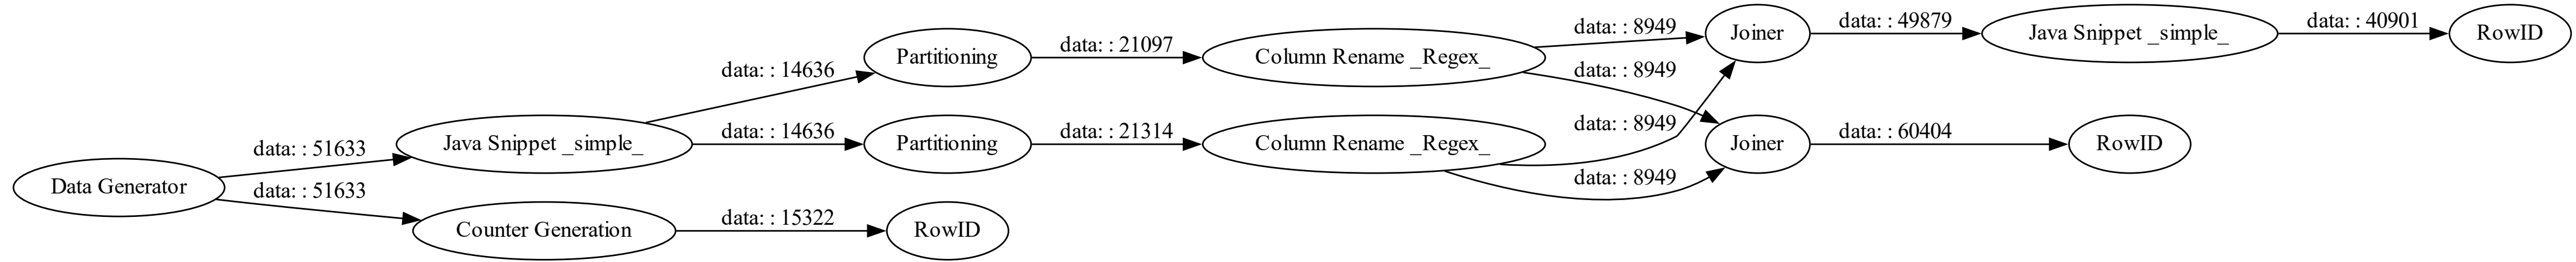 Data Generator
data: : 51633
data: : 51633
Java Snippet _simple_
Counter Generation
data: : 14636
data: : 14636
data: : 15322
Partitioning
Partitioning
RowID
data: : 21097
data: : 21314
Column Rename _Regex_
Column Rename _Regex_
data: : 8949
data: : 8949
data: : 8949
data: : 8949
Joiner
Joiner
data: : 49879
data: : 60404
Java Snippet _simple_
RowID
data: : 40901
RowID